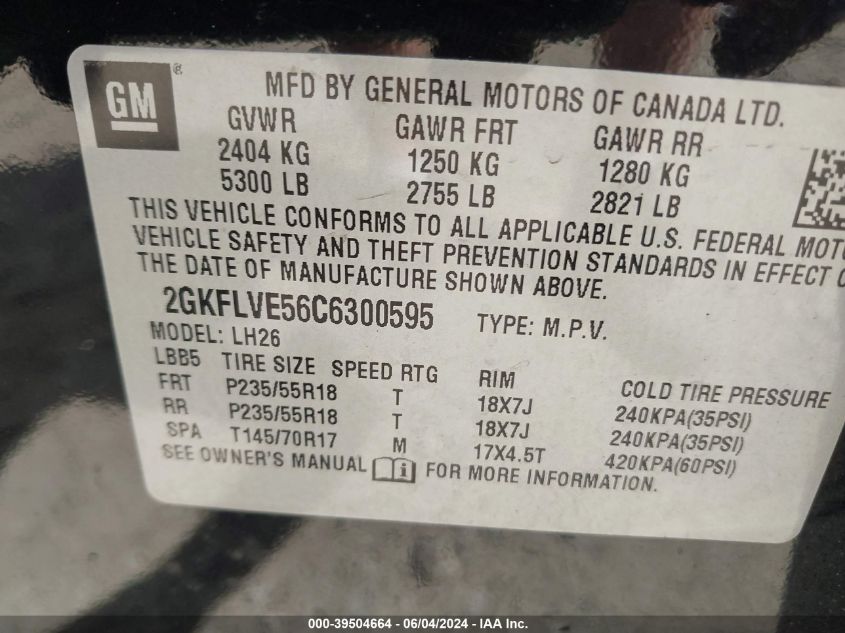 GM ®
MFD BY GENERAL MOTORS OF CANADA LTD.
GVWR GAWR FRT GAWR RR
2404 KG 1250 KG 1280 KG
5300 LB 2755 LB 2821 LB
THIS VEHICLE CONFORMS TO ALL APPLICABLE U.S. FEDERAL
VEHICLE SAFETY AND THEFT PREVENTION STANDARDS IN EFFECT
THE DATE OF MANUFACTURE SHOWN ABOVE.
2GKFLVE56C6300595 TYPE: M.P.V.
MODEL: LH26
LBB5 TIRE SIZE SPEED RTG RIM COLD TIRE PRESSURE
FRT P235/55R18 T 18X7J 240KPA(35PSI)
RR P235/55R18 T 18X7J 240KPA(35PSI)
SPA T145/70R17 M 17X4.5T 420KPA(60PSI)
SEE OWNER'S MANUAL i FOR MORE INFORMATION.
000-39504664 - 06/04/2024 - IAA Inc.